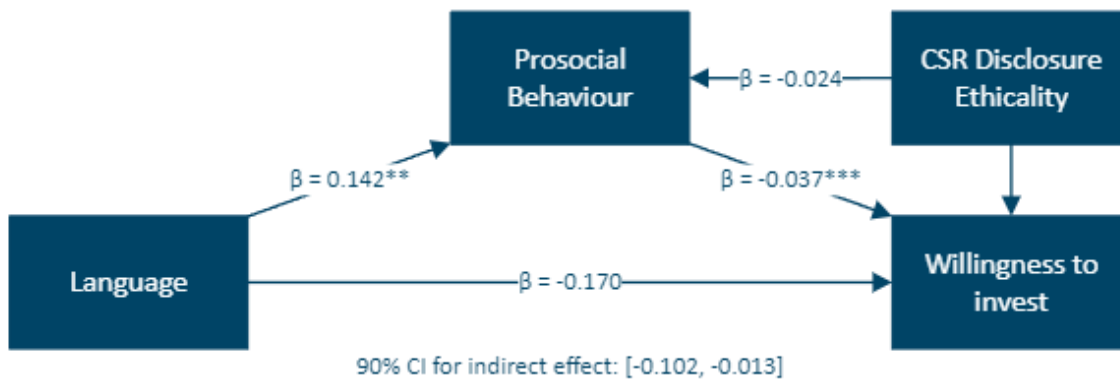 Prosocial
Behaviour
CSR Disclosure
Ethicality
β = -0.024
β = 0.142**
β = -0.037***
Language
β = -0.170
Willingness to
invest
90% CI for indirect effect: [-0.102, -0.013]